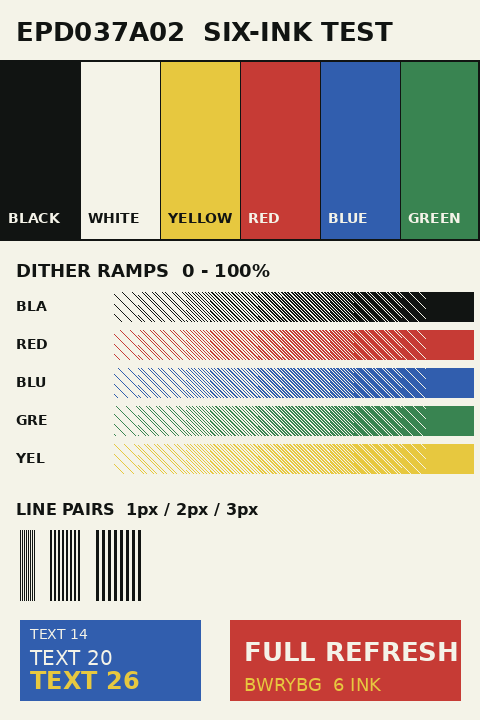 EPD037A02 SIX-INK TEST
BLACK WHITE YELLOW RED BLUE GREEN
DITHER RAMPS 0 - 100%
BLA
RED
BLU
GRE
YEL
LINE PAIRS 1px / 2px / 3px
TEXT 14
TEXT 20
TEXT 26
FULL REFRESH
BWRYBG 6 INK